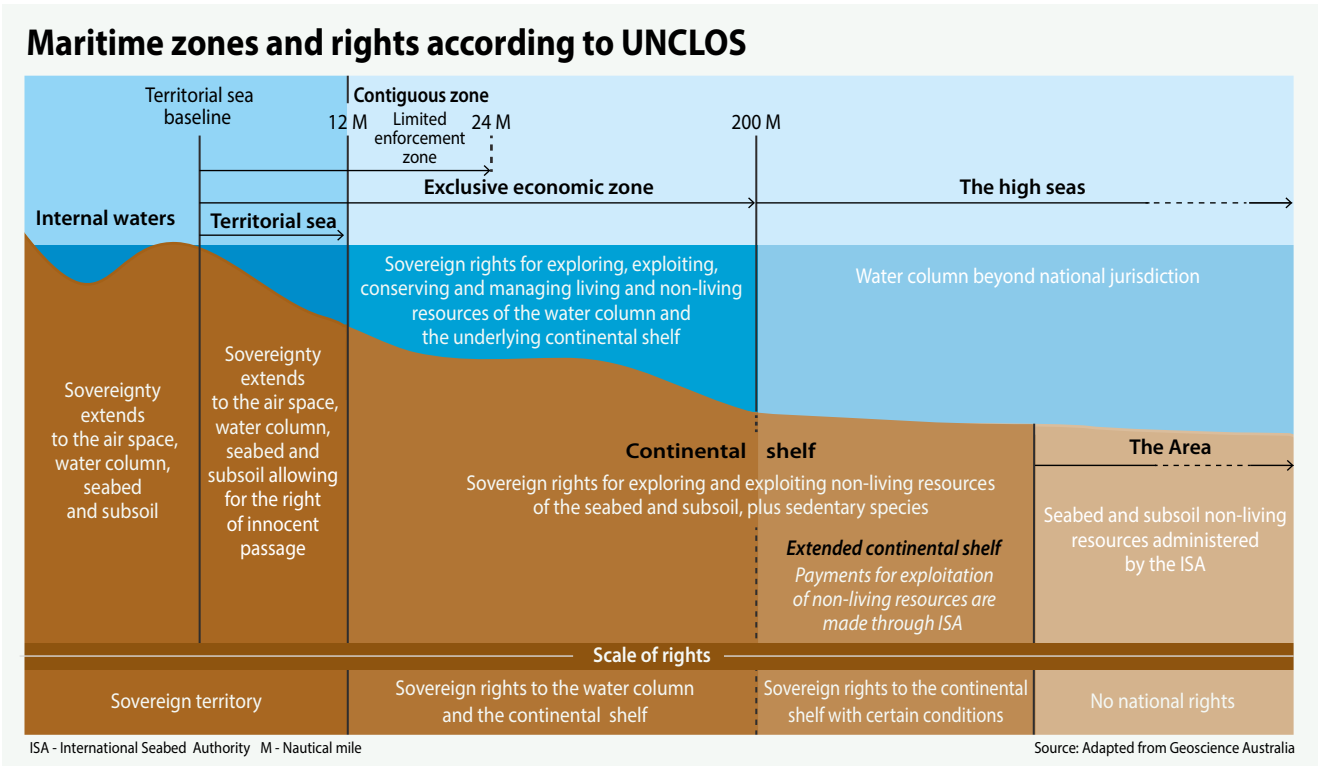 Maritime zones and rights according to UNCLOS
Territorial sea
baseline
12 M
Contiguous zone
Limited
enforcement
zone
24 M
200 M
Exclusive economic zone
The high seas
Internal waters
Territorial sea
Sovereign rights for exploring, exploiting,
conserving and managing living and non-living
resources of the water column and
the underlying continental shelf
Water column beyond national jurisdiction
Sovereignty
extends
to the air space,
water column,
seabed
and subsoil
Sovereignty
extends
to the air space,
water column,
seabed and
subsoil allowing
for the right
of innocent
passage
Continental shelf
Sovereign rights for exploring and exploiting non-living resources
of the seabed and subsoil, plus sedentary species
Extended continental shelf
Payments for exploitation
of non-living resources are
made through ISA
The Area
Seabed and subsoil non-living
resources administered
by the ISA
Scale of rights
Sovereign territory
Sovereign rights to the water column
and the continental shelf
Sovereign rights to the continental
shelf with certain conditions
No national rights
ISA - International Seabed Authority M - Nautical mile
Source: Adapted from Geoscience Australia